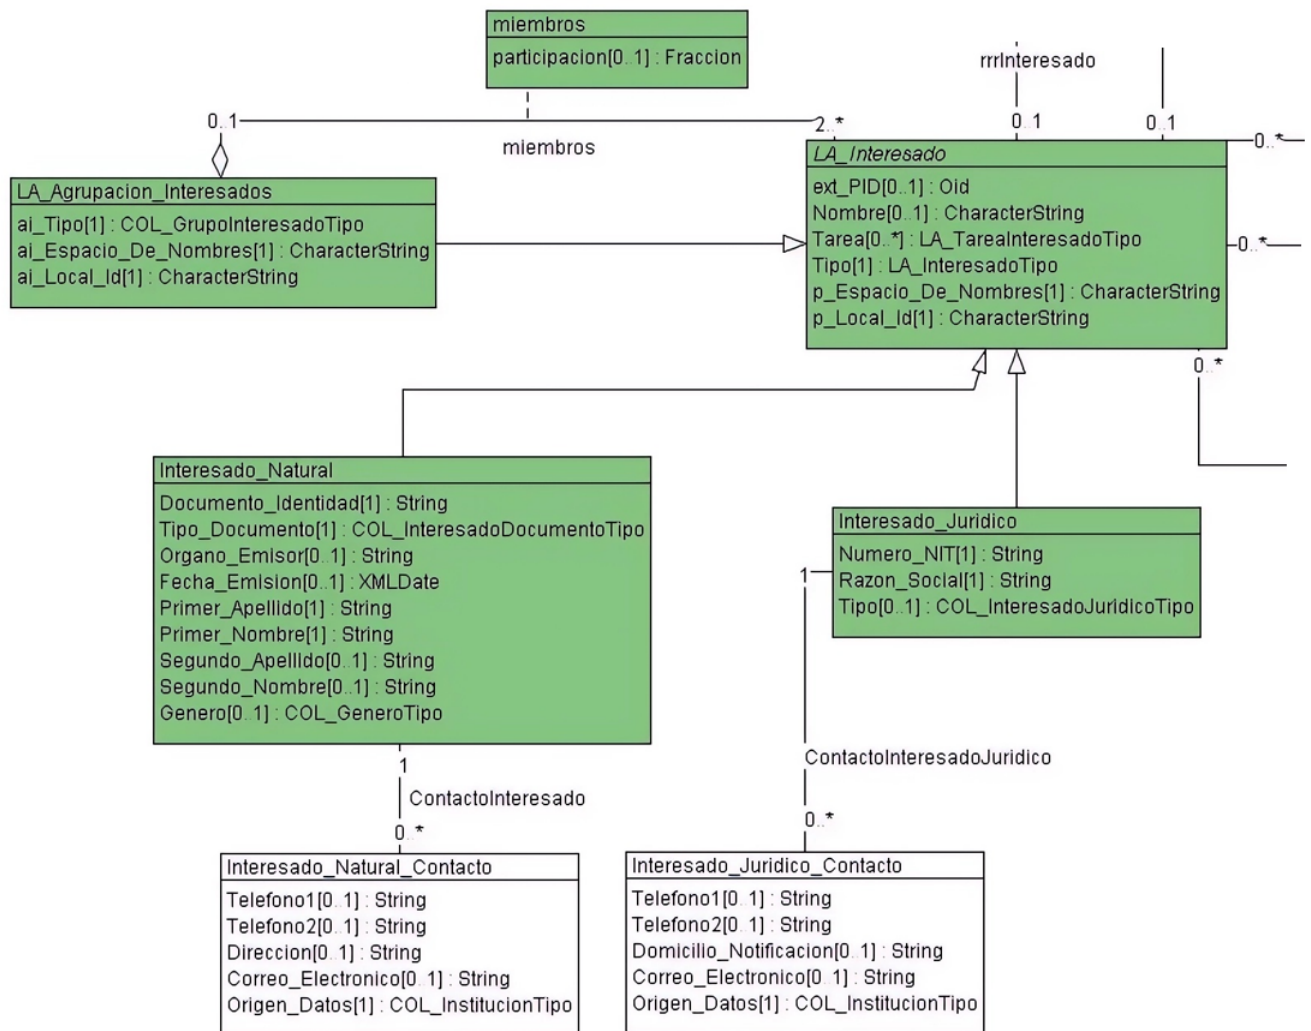 miembros
participacion[0..1] : Fraccion
rrrInteresado
0..1
miembros
2..*
0..1
0..1
0..*
LA_Agrupacion_Interesados
ai_Tipo[1] : COL_GrupoInteresadoTipo
ai_Espacio_De_Nombres[1] : CharacterString
ai_Local_Id[1] : CharacterString
LA_Interesado
ext_PID[0..1] : Oid
Nombre[0..1] : CharacterString
Tarea[0..*] : LA_TareaInteresadoTipo
Tipo[1] : LA_InteresadoTipo
p_Espacio_De_Nombres[1] : CharacterString
p_Local_Id[1] : CharacterString
0..*
0..*
Interesado_Natural
Documento_Identidad[1] : String
Tipo_Documento[1] : COL_InteresadoDocumentoTipo
Organo_Emisor[0..1] : String
Fecha_Emision[0..1] : XMLDate
Primer_Apellido[1] : String
Primer_Nombre[1] : String
Segundo_Apellido[0..1] : String
Segundo_Nombre[0..1] : String
Genero[0..1] : COL_GeneroTipo
Interesado_Juridico
Numero_NIT[1] : String
Razon_Social[1] : String
Tipo[0..1] : COL_InteresadoJuridicoTipo
1
ContactoInteresado
0..*
1
ContactoInteresadoJuridico
0..*
Interesado_Natural_Contacto
Telefono1[0..1] : String
Telefono2[0..1] : String
Direccion[0..1] : String
Correo_Electronico[0..1] : String
Origen_Datos[1] : COL_InstitucionTipo
Interesado_Juridico_Contacto
Telefono1[0..1] : String
Telefono2[0..1] : String
Domicilio_Notificacion[0..1] : String
Correo_Electronico[0..1] : String
Origen_Datos[1] : COL_InstitucionTipo